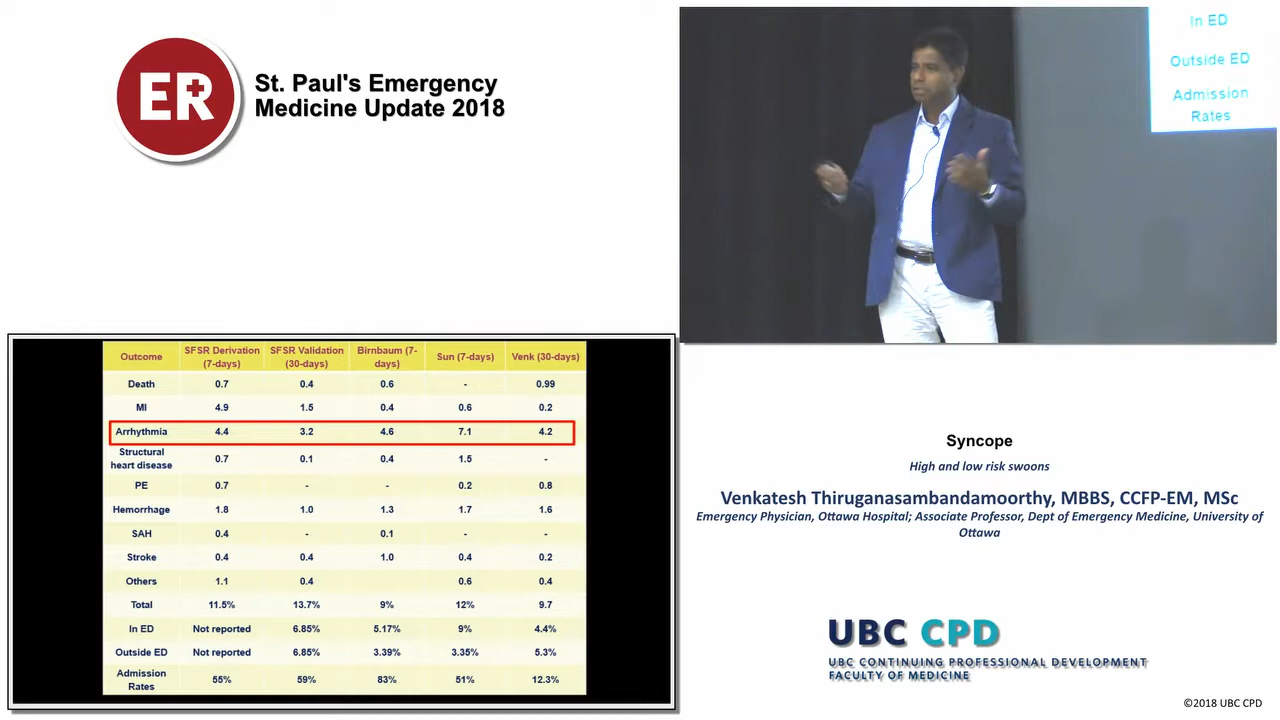 ER
St. Paul's Emergency
Medicine Update 2018
In ED
Outside ED
Admission
Rates
Outcome SFSR Derivation (7-days) SFSR Validation (30-days) Birnbaum (7-days) Sun (7-days) Venk (30-days)
Death 0.7 0.4 0.6 - 0.99
MI 4.9 1.5 0.4 0.6 0.2
Arrhythmia 4.4 3.2 4.6 7.1 4.2
Structural heart disease 0.7 0.1 0.4 1.5 -
PE 0.7 - - 0.2 0.8
Hemorrhage 1.8 1.0 1.3 1.7 1.6
SAH 0.4 - 0.1 - -
Stroke 0.4 0.4 1.0 0.4 0.2
Others 1.1 0.4 0.6 0.4
Total 11.5% 13.7% 9% 12% 9.7
In ED Not reported 6.85% 5.17% 9% 4.4%
Outside ED Not reported 6.85% 3.39% 3.35% 5.3%
Admission Rates 55% 59% 83% 51% 12.3%
Syncope
High and low risk swoons
Venkatesh Thiruganasambandamoorthy, MBBS, CCFP-EM, MSc
Emergency Physician, Ottawa Hospital; Associate Professor, Dept of Emergency Medicine, University of
Ottawa
UBC CPD
UBC CONTINUING PROFESSIONAL DEVELOPMENT
FACULTY OF MEDICINE
©2018 UBC CPD